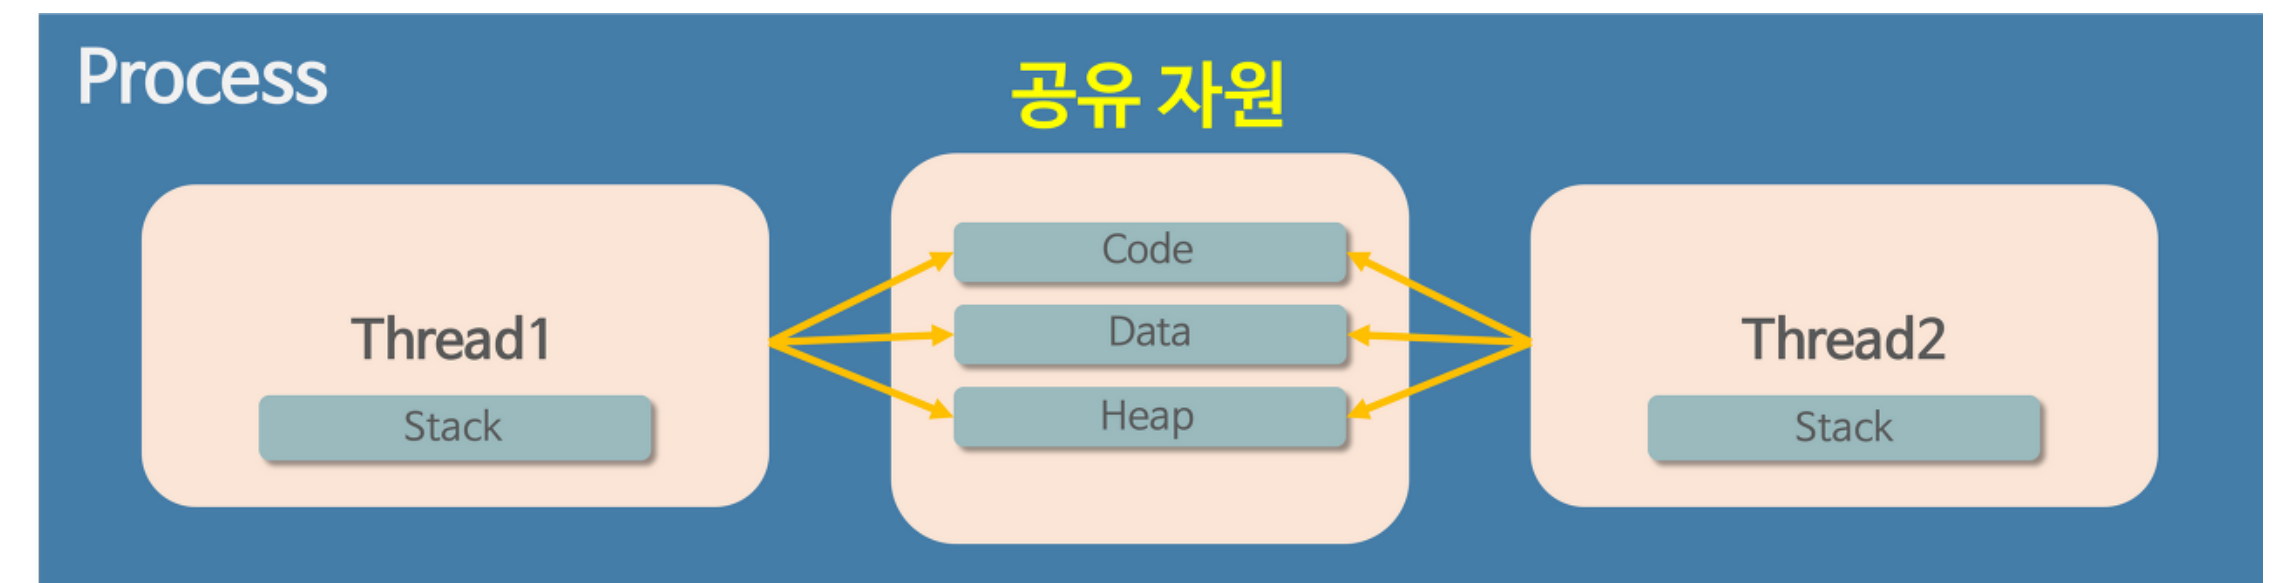 Process
공유 자원
Thread1
Stack
Code
Data
Heap
Thread2
Stack